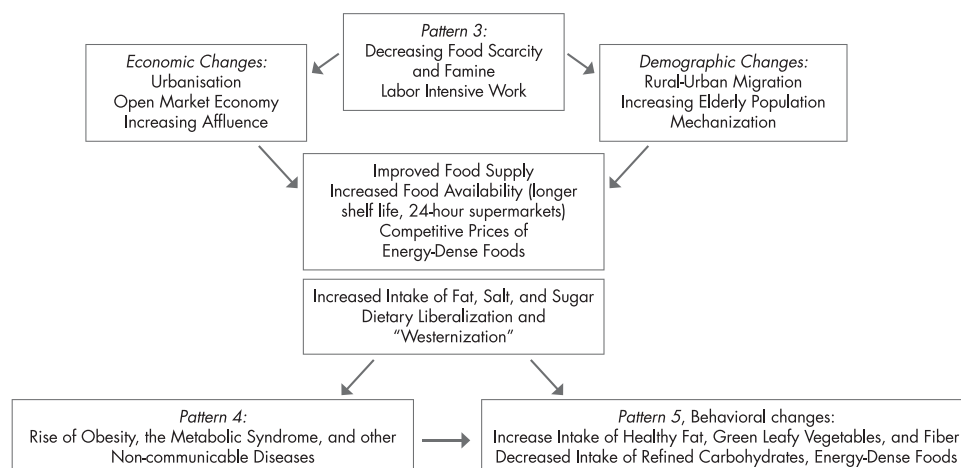 Pattern 3:
Decreasing Food Scarcity
and Famine
Labor Intensive Work
Economic Changes:
Urbanisation
Open Market Economy
Increasing Affluence
Demographic Changes:
Rural-Urban Migration
Increasing Elderly Population
Mechanization
Improved Food Supply
Increased Food Availability (longer
shelf life, 24-hour supermarkets)
Competitive Prices of
Energy-Dense Foods
Increased Intake of Fat, Salt, and Sugar
Dietary Liberalization and
“Westernization”
Pattern 4:
Rise of Obesity, the Metabolic Syndrome, and other
Non-communicable Diseases
Pattern 5, Behavioral changes:
Increase Intake of Healthy Fat, Green Leafy Vegetables, and Fiber
Decreased Intake of Refined Carbohydrates, Energy-Dense Foods